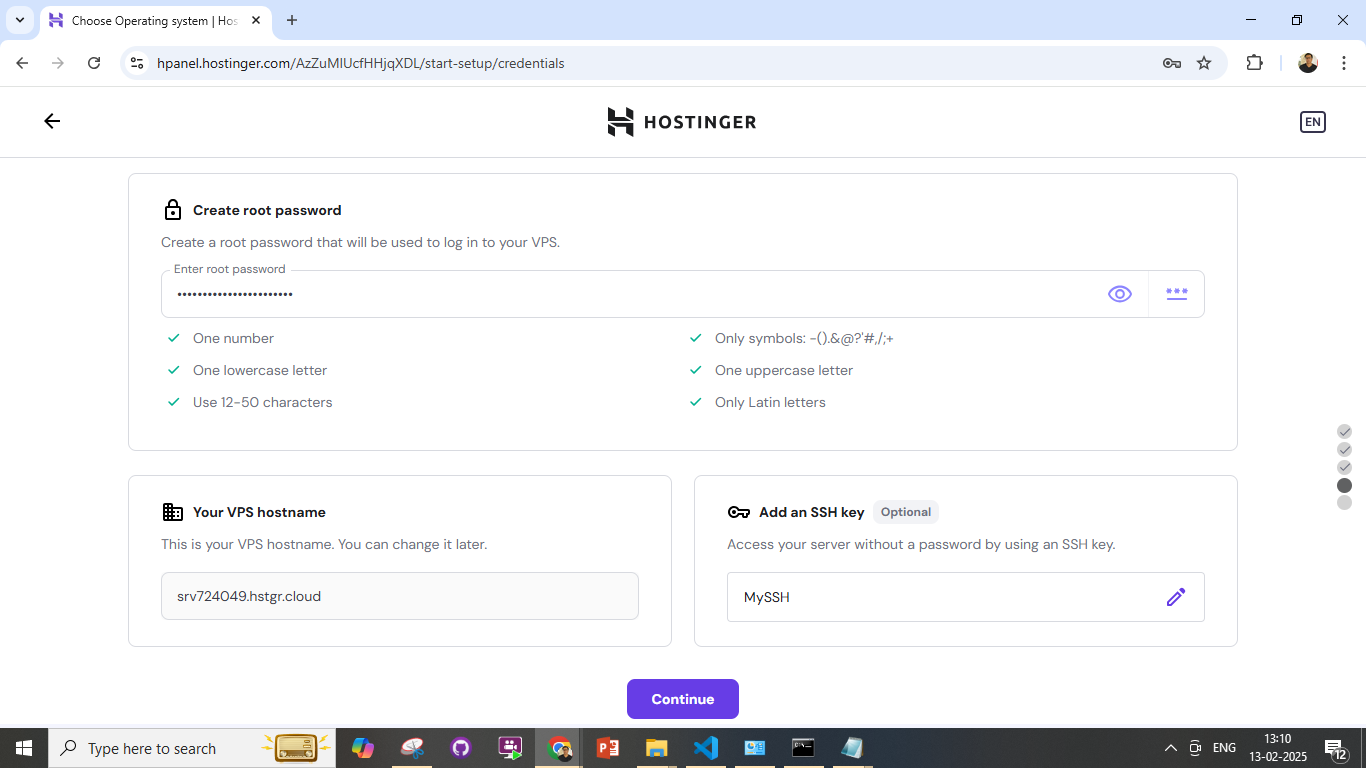 Choose Operating system | Hos
hpanel.hostinger.com/AzZuMlUcfHHjqXDL/start-setup/credentials
HOSTINGER
EN
Create root password
Create a root password that will be used to log in to your VPS.
Enter root password
•••••••••••••••••••••••
One number
Only symbols: -().&@?'#,/;+
One lowercase letter
One uppercase letter
Use 12-50 characters
Only Latin letters
Your VPS hostname
This is your VPS hostname. You can change it later.
srv724049.hstgr.cloud
Add an SSH key Optional
Access your server without a password by using an SSH key.
MySSH
Continue
Type here to search
ENG
13:10
13-02-2025
12